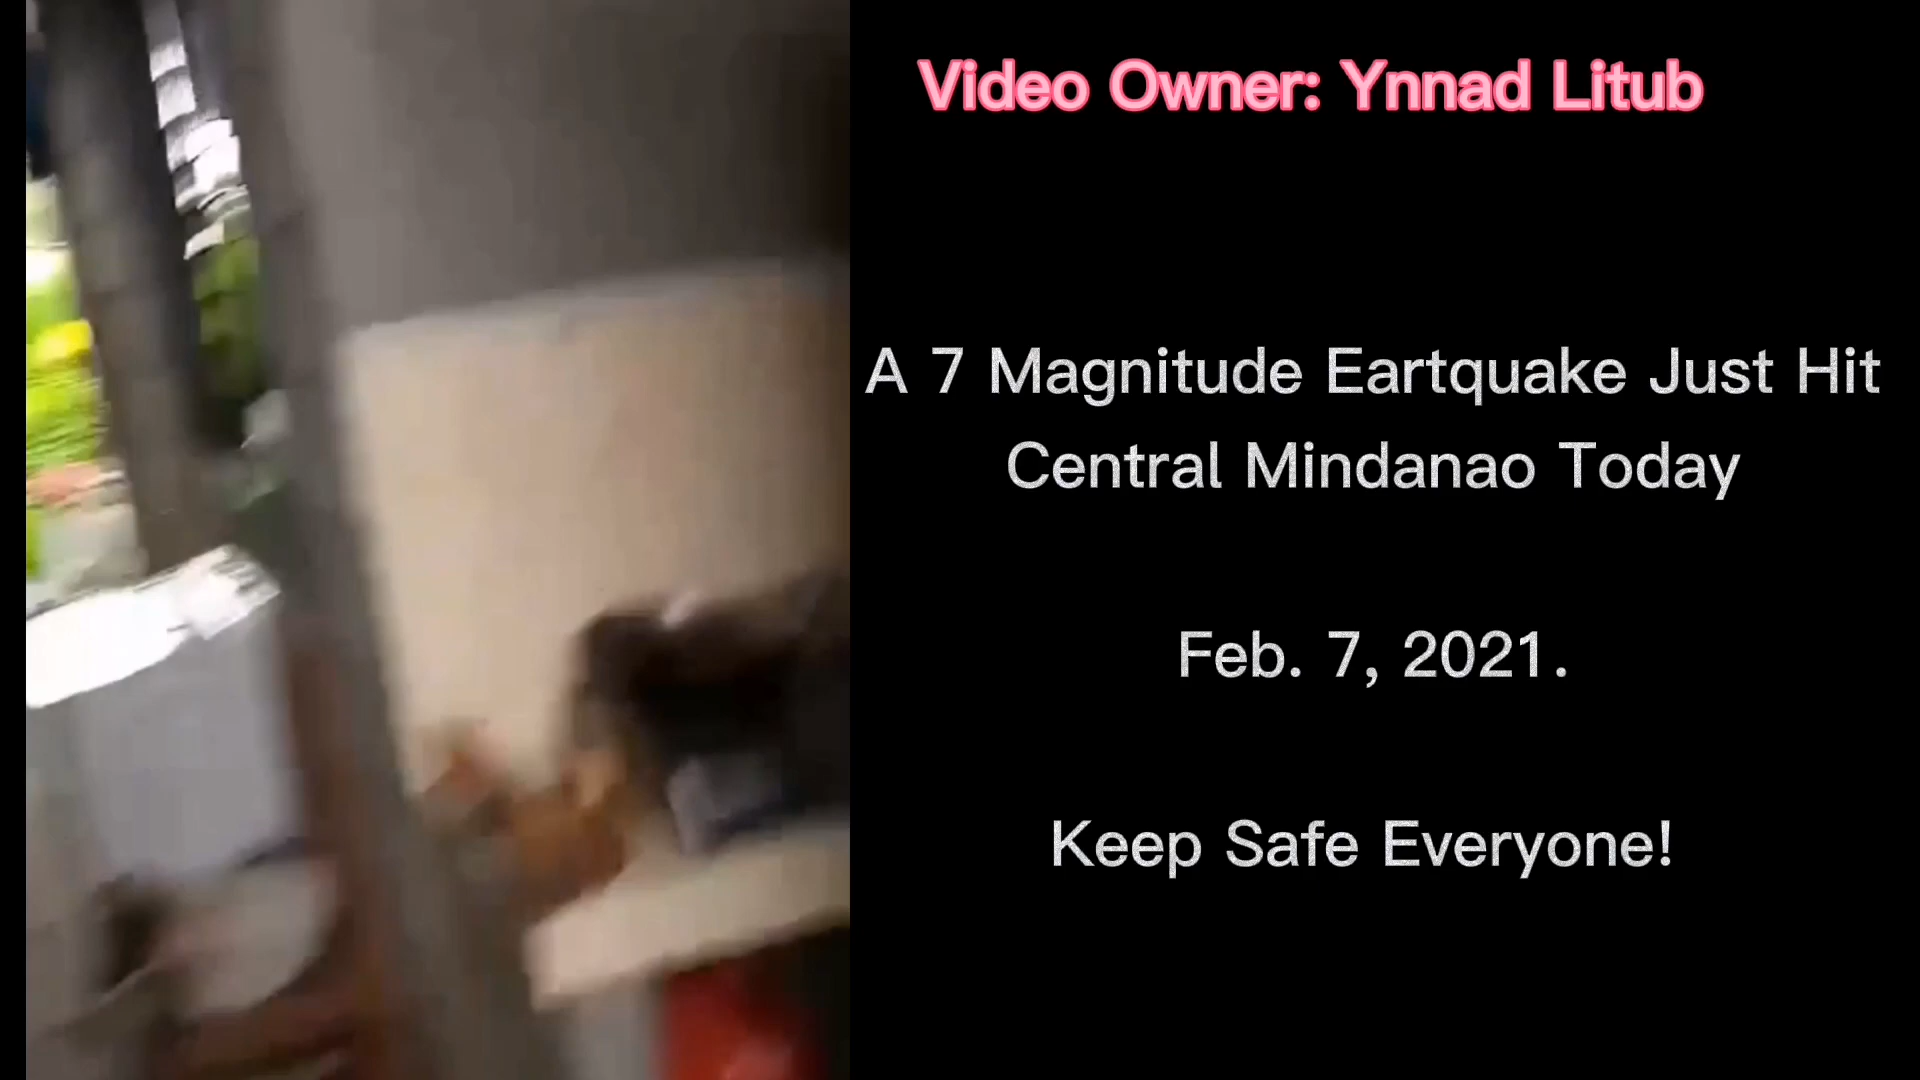 Video Owner: Ynnad Litub
A 7 Magnitude Eartquake Just Hit
Central Mindanao Today
Feb. 7, 2021.
Keep Safe Everyone!